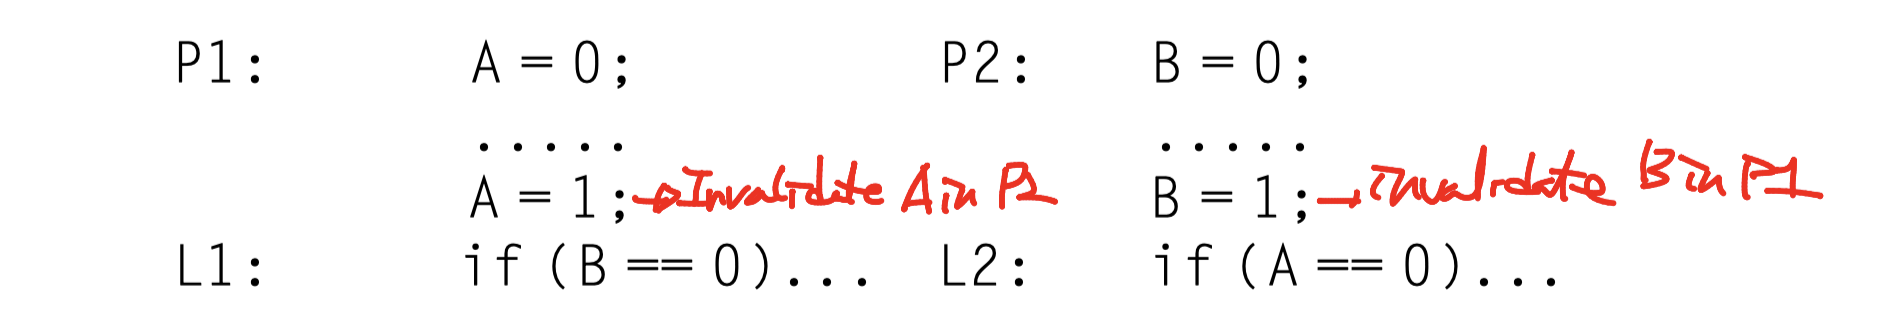 P1: A = 0; P2: B = 0;
..... .....
A = 1; → Invalidate A in P2 B = 1; → invalidate B in P1
L1: if (B == 0)... L2: if (A == 0)...